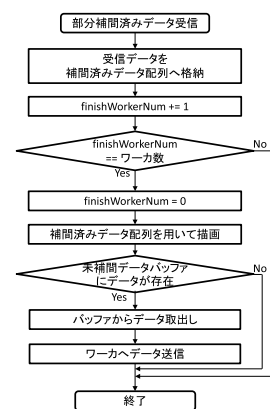 部分補間済みデータ受信
受信データを
補間済みデータ配列へ格納
finishWorkerNum += 1
finishWorkerNum
== ワーカ数
No
Yes
finishWorkerNum = 0
補間済みデータ配列を用いて描画
未補間データバッファ
にデータが存在
No
Yes
バッファからデータ取出し
ワーカへデータ送信
終了